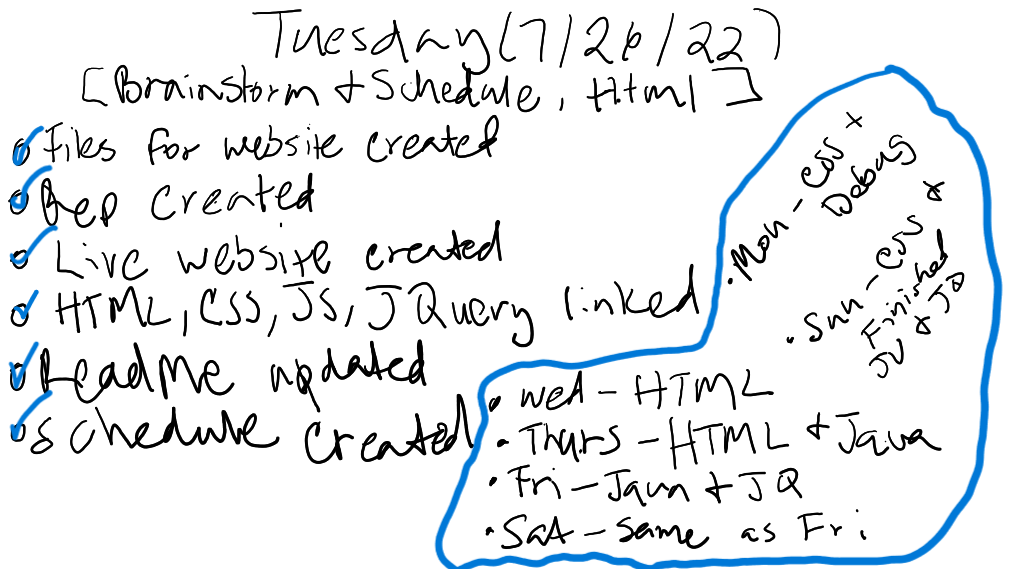 Tuesday (7/26/22)
[Brainstorm + Schedule, Html]
Files for website created
Rep created
Live website created
HTML, CSS, JS, JQuery linked
ReadMe updated
schedule created
• Wed - HTML
• Thurs - HTML + Java
• Fri - Java + JQ
• Sat - same as Fri
• Sun - CSS +
Finished
JV + JQ
• Mon - CSS +
Debug